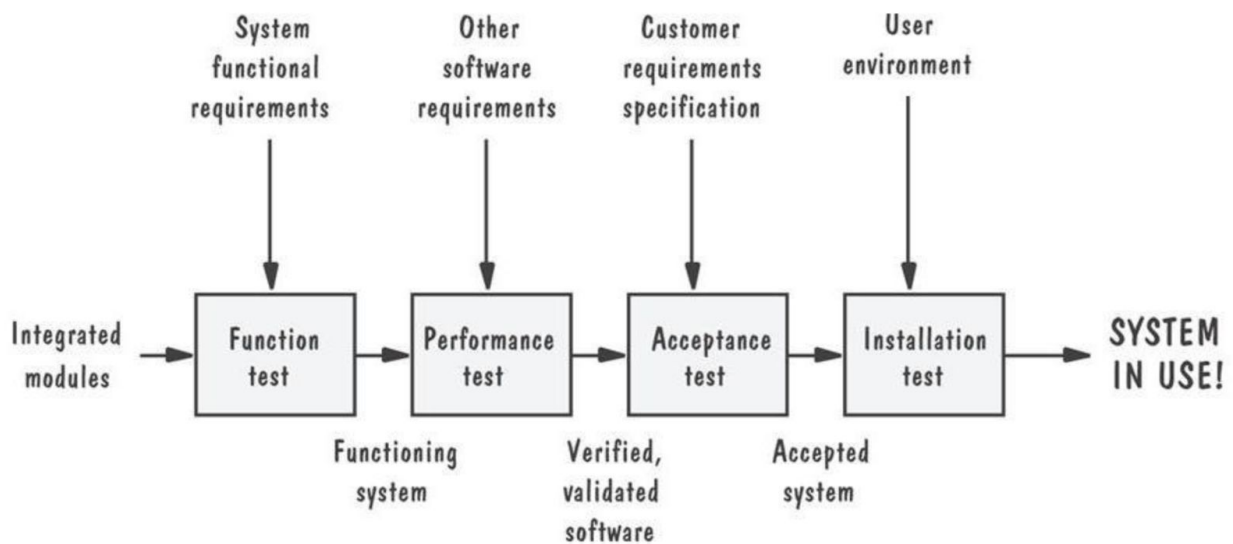 System
functional
requirements
Other
software
requirements
Customer
requirements
specification
User
environment
Integrated
modules
Function
test
Performance
test
Acceptance
test
Installation
test
SYSTEM
IN USE!
Functioning
system
Verified,
validated
software
Accepted
system